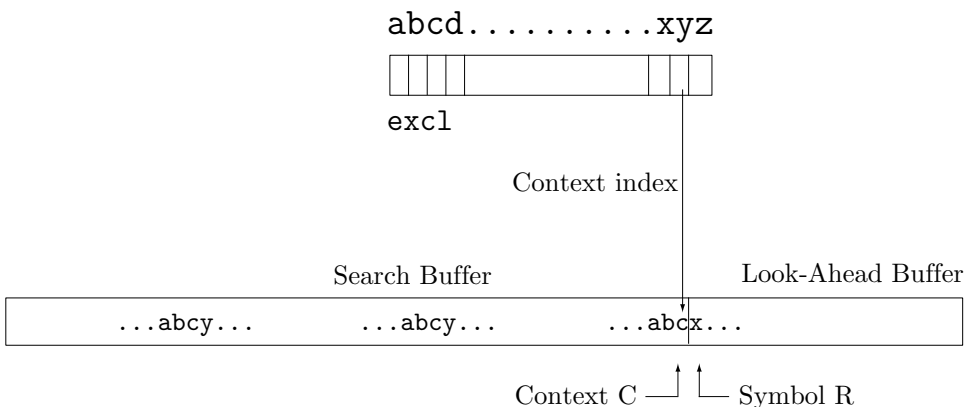 abcd..........xyz
excl
Context index
Search Buffer
Look-Ahead Buffer
...abcy...
...abcy...
...abcx...
Context C
Symbol R